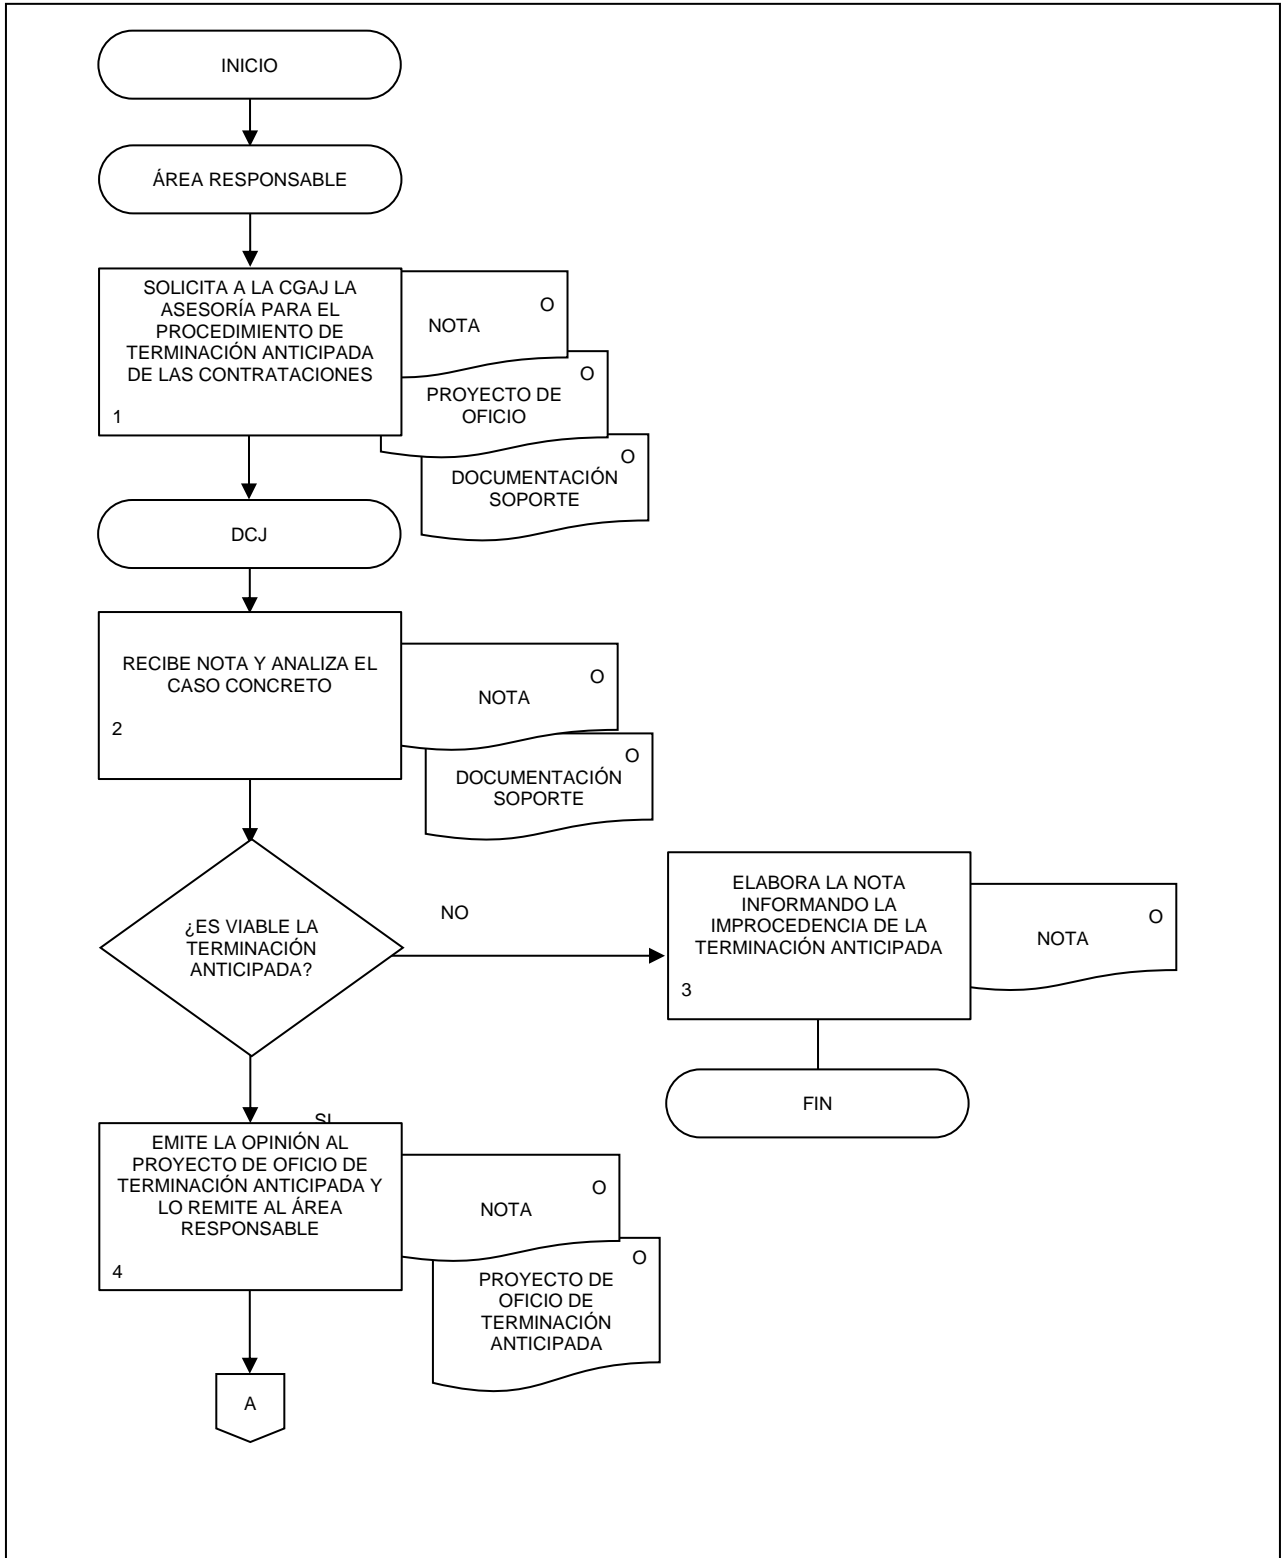 INICIO
ÁREA RESPONSABLE
SOLICITA A LA CGAJ LA
ASESORÍA PARA EL
PROCEDIMIENTO DE
TERMINACIÓN ANTICIPADA
DE LAS CONTRATACIONES
1
O
NOTA
O
PROYECTO DE
OFICIO
O
DOCUMENTACIÓN
SOPORTE
DCJ
RECIBE NOTA Y ANALIZA EL
CASO CONCRETO
2
O
NOTA
O
DOCUMENTACIÓN
SOPORTE
¿ES VIABLE LA
TERMINACIÓN
ANTICIPADA?
NO
ELABORA LA NOTA
INFORMANDO LA
IMPROCEDENCIA DE LA
TERMINACIÓN ANTICIPADA
3
O
NOTA
FIN
SI
EMITE LA OPINIÓN AL
PROYECTO DE OFICIO DE
TERMINACIÓN ANTICIPADA Y
LO REMITE AL ÁREA
RESPONSABLE
4
O
NOTA
O
PROYECTO DE
OFICIO DE
TERMINACIÓN
ANTICIPADA
A